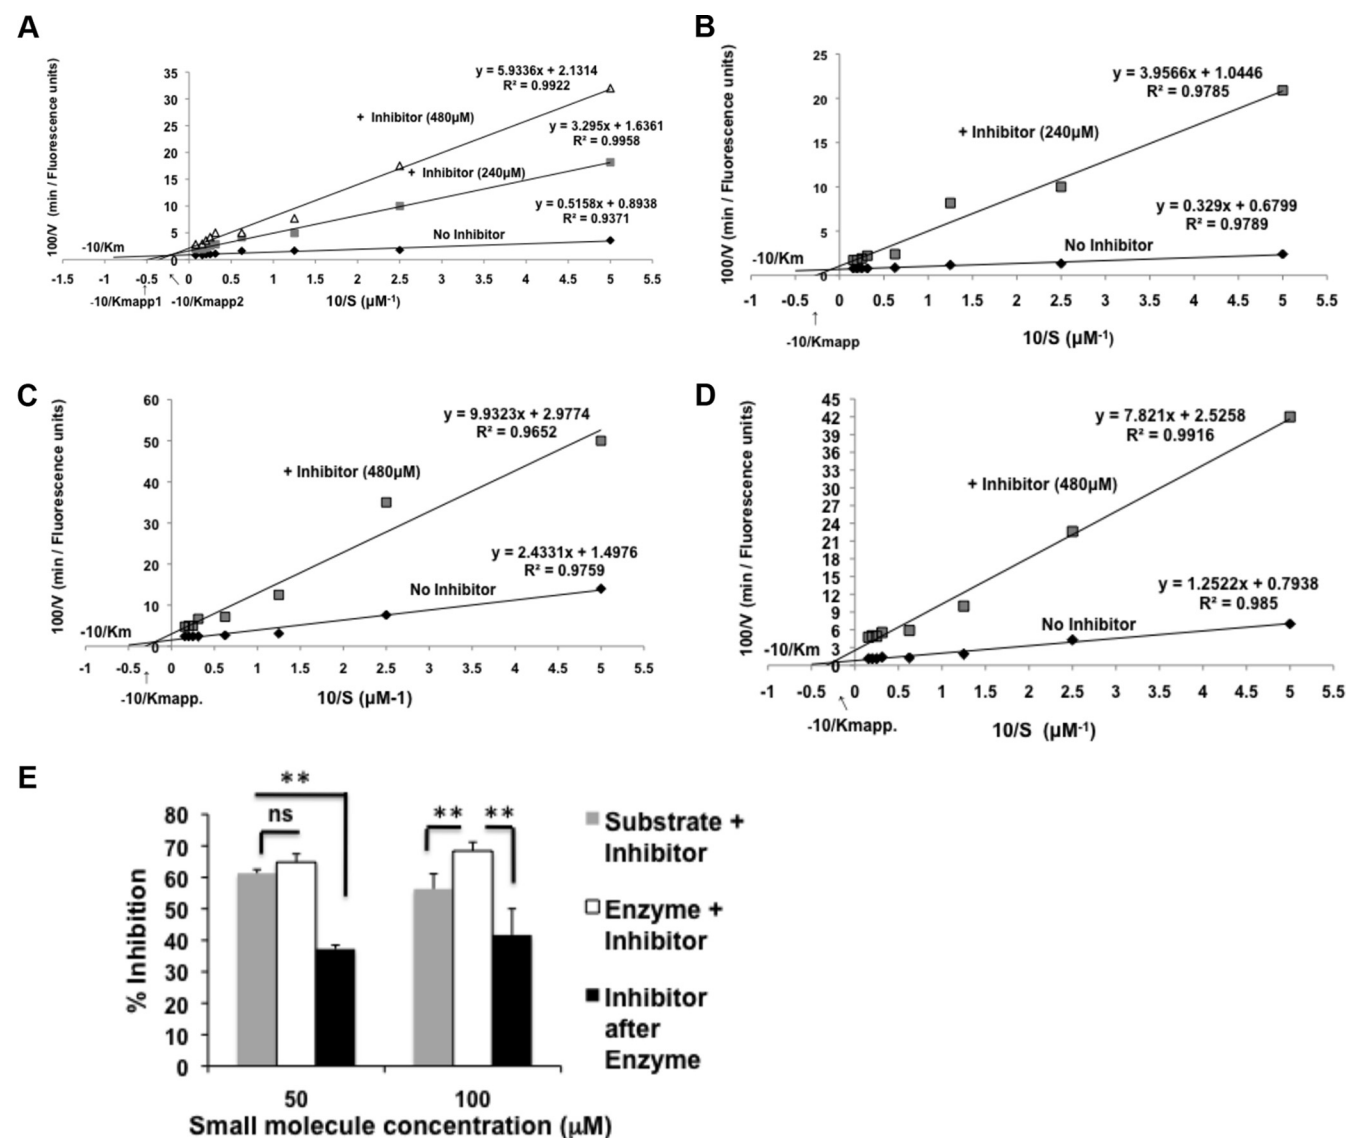 A
100/V (min / Fluorescence units)
35
30
25
20
15
10
5
0
y = 5.9336x + 2.1314
R² = 0.9922
+ Inhibitor (480µM)
y = 3.295x + 1.6361
R² = 0.9958
+ Inhibitor (240µM)
y = 0.5158x + 0.8938
R² = 0.9371
No Inhibitor
-10/Km
-1.5 -1 -0.5 0 0.5 1 1.5 2 2.5 3 3.5 4 4.5 5 5.5
-10/Kmapp1 -10/Kmapp2
10/S (µM-1)
B
100/V (min / Fluorescence units)
25
20
15
10
5
0
y = 3.9566x + 1.0446
R² = 0.9785
+ Inhibitor (240µM)
y = 0.329x + 0.6799
R² = 0.9789
No Inhibitor
-10/Km
-1 -0.5 0 0.5 1 1.5 2 2.5 3 3.5 4 4.5 5 5.5
-10/Kmapp
10/S (µM-1)
C
100/V (min / Fluorescence units)
60
50
40
30
20
10
0
y = 9.9323x + 2.9774
R² = 0.9652
+ Inhibitor (480µM)
y = 2.4331x + 1.4976
R² = 0.9759
No Inhibitor
-10/Km
-1 -0.5 0 0.5 1 1.5 2 2.5 3 3.5 4 4.5 5 5.5
-10/Kmapp.
10/S (µM-1)
D
100/V (min / Fluorescence units)
45
42
39
36
33
30
27
24
21
18
15
12
9
6
3
0
y = 7.821x + 2.5258
R² = 0.9916
+ Inhibitor (480µM)
y = 1.2522x + 0.7938
R² = 0.985
No Inhibitor
-10/Km
-1 -0.5 0 0.5 1 1.5 2 2.5 3 3.5 4 4.5 5 5.5
-10/Kmapp.
10/S (µM-1)
E
% Inhibition
80
70
60
50
40
30
20
10
0
**
ns
** **
50 100
Small molecule concentration (µM)
Substrate +
Inhibitor
Enzyme +
Inhibitor
Inhibitor
after
Enzyme